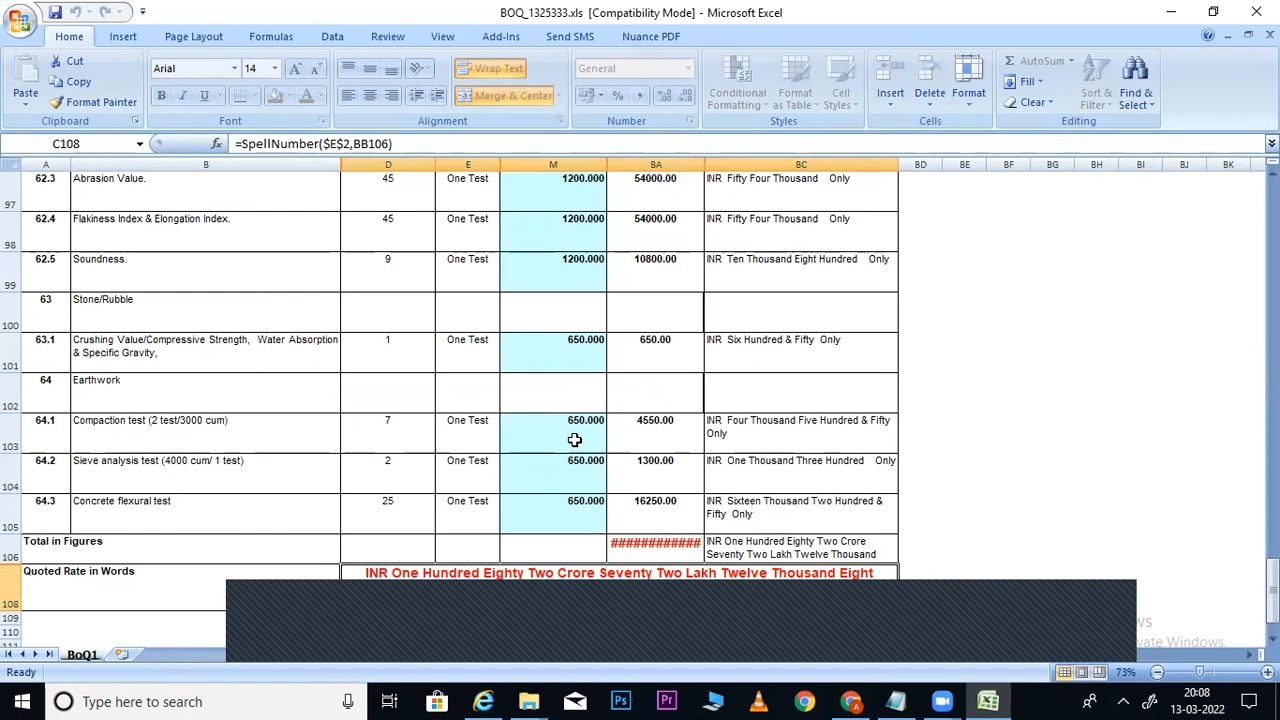 BOQ_1325333.xls [Compatibility Mode] - Microsoft Excel
Home Insert Page Layout Formulas Data Review View Add-Ins Send SMS Nuance PDF
Paste Cut Copy Format Painter
Arial 14
B I U
Wrap Text
Merge & Center
General
Conditional Formatting Format as Table Cell Styles
Insert Delete Format
AutoSum Fill Clear
Sort & Filter Find & Select
Clipboard Font Alignment Number Styles Cells Editing
C108 fx =SpellNumber($E$2,BB106)
A B D E M BA BC BD BE BF BG BH BI BJ BK
97 62.3 Abrasion Value. 45 One Test 1200.000 54000.00 INR Fifty Four Thousand Only
98 62.4 Flakiness Index & Elongation Index. 45 One Test 1200.000 54000.00 INR Fifty Four Thousand Only
99 62.5 Soundness. 9 One Test 1200.000 10800.00 INR Ten Thousand Eight Hundred Only
100 63 Stone/Rubble
101 63.1 Crushing Value/Compressive Strength, Water Absorption & Specific Gravity, 1 One Test 650.000 650.00 INR Six Hundred & Fifty Only
102 64 Earthwork
103 64.1 Compaction test (2 test/3000 cum) 7 One Test 650.000 4550.00 INR Four Thousand Five Hundred & Fifty Only
104 64.2 Sieve analysis test (4000 cum/ 1 test) 2 One Test 650.000 1300.00 INR One Thousand Three Hundred Only
105 64.3 Concrete flexural test 25 One Test 650.000 16250.00 INR Sixteen Thousand Two Hundred & Fifty Only
106 Total in Figures ############ INR One Hundred Eighty Two Crore Seventy Two Lakh Twelve Thousand
108 Quoted Rate in Words INR One Hundred Eighty Two Crore Seventy Two Lakh Twelve Thousand Eight
109
110
BoQ1
Ready 73%
Type here to search
20:08
13-03-2022